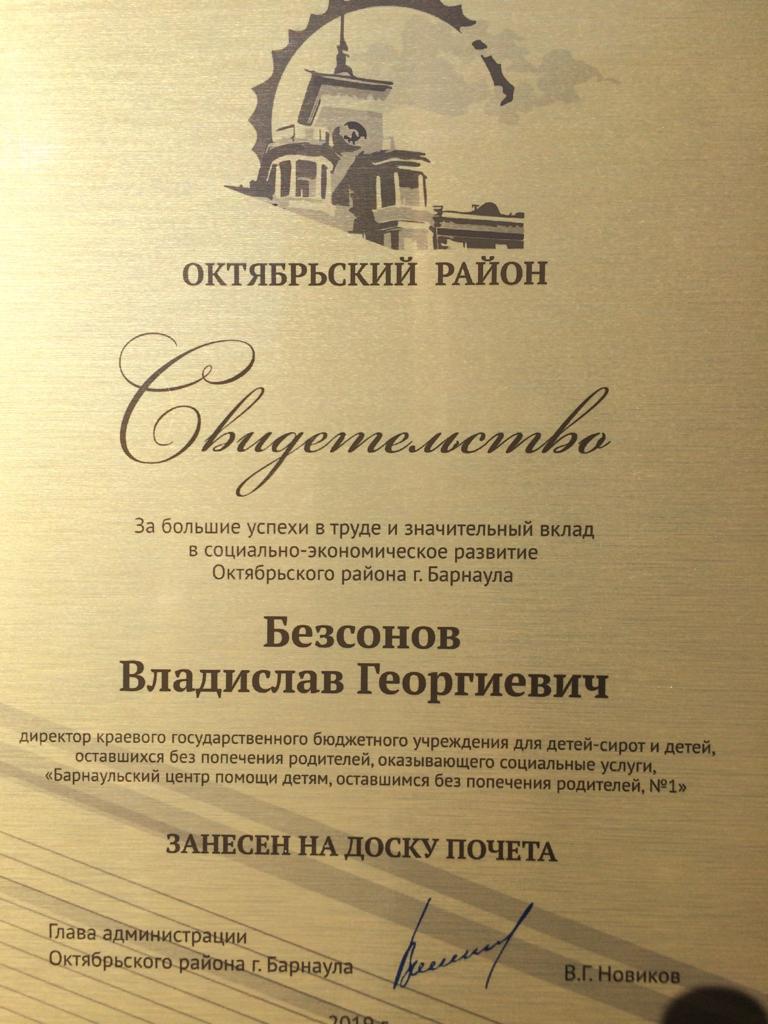 ОКТЯБРЬСКИЙ РАЙОН
Свидетельство
За большие успехи в труде и значительный вклад
в социально-экономическое развитие
Октябрьского района г. Барнаула
Безсонов
Владислав Георгиевич
директор краевого государственного бюджетного учреждения для детей-сирот и детей,
оставшихся без попечения родителей, оказывающего социальные услуги,
«Барнаульский центр помощи детям, оставшимся без попечения родителей, №1»
ЗАНЕСЕН НА ДОСКУ ПОЧЕТА
Глава администрации
Октябрьского района г. Барнаула
В.Г. Новиков